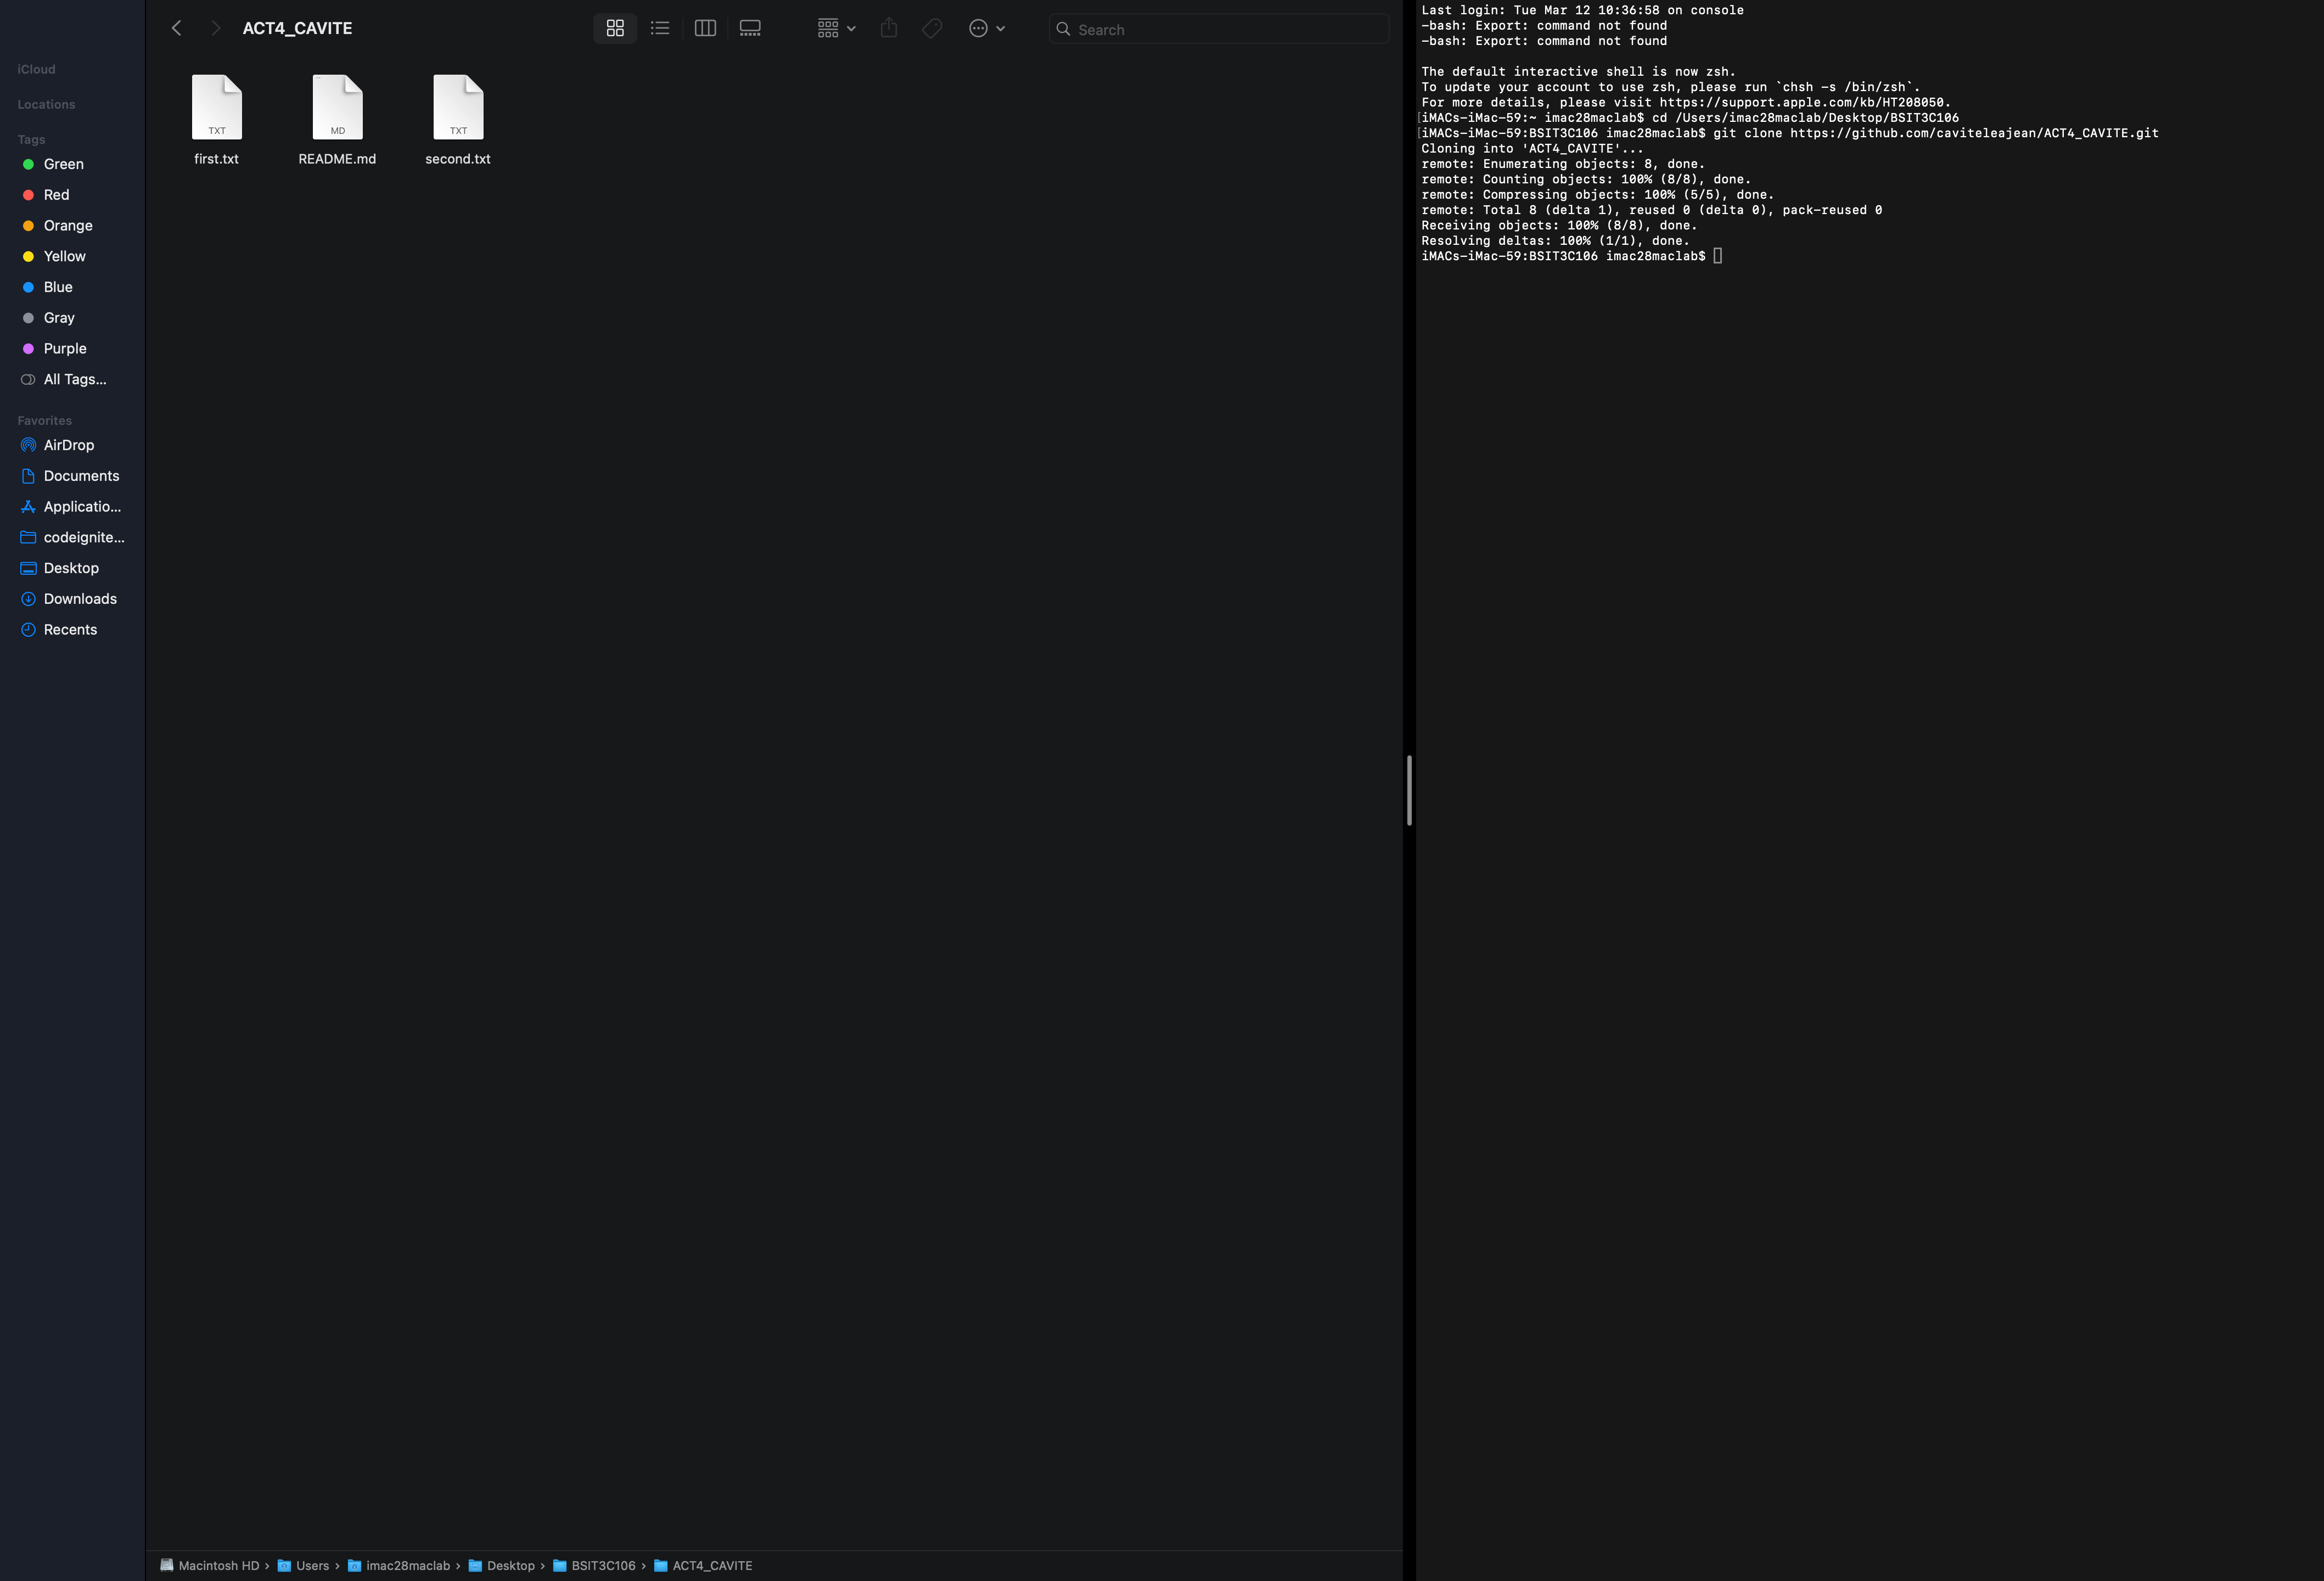 ACT4_CAVITE
Search
iCloud
Locations
Tags
Green
Red
Orange
Yellow
Blue
Gray
Purple
All Tags...
Favorites
AirDrop
Documents
Applicatio...
codeignite...
Desktop
Downloads
Recents
TXT
MD
TXT
first.txt
README.md
second.txt
Macintosh HD › Users › imac28maclab › Desktop › BSIT3C106 › ACT4_CAVITE
Last login: Tue Mar 12 10:36:58 on console
-bash: Export: command not found
-bash: Export: command not found
The default interactive shell is now zsh.
To update your account to use zsh, please run `chsh -s /bin/zsh`.
For more details, please visit https://support.apple.com/kb/HT208050.
[iMACs-iMac-59:~ imac28maclab$ cd /Users/imac28maclab/Desktop/BSIT3C106
[iMACs-iMac-59:BSIT3C106 imac28maclab$ git clone https://github.com/caviteleajean/ACT4_CAVITE.git
Cloning into 'ACT4_CAVITE'...
remote: Enumerating objects: 8, done.
remote: Counting objects: 100% (8/8), done.
remote: Compressing objects: 100% (5/5), done.
remote: Total 8 (delta 1), reused 0 (delta 0), pack-reused 0
Receiving objects: 100% (8/8), done.
Resolving deltas: 100% (1/1), done.
iMACs-iMac-59:BSIT3C106 imac28maclab$